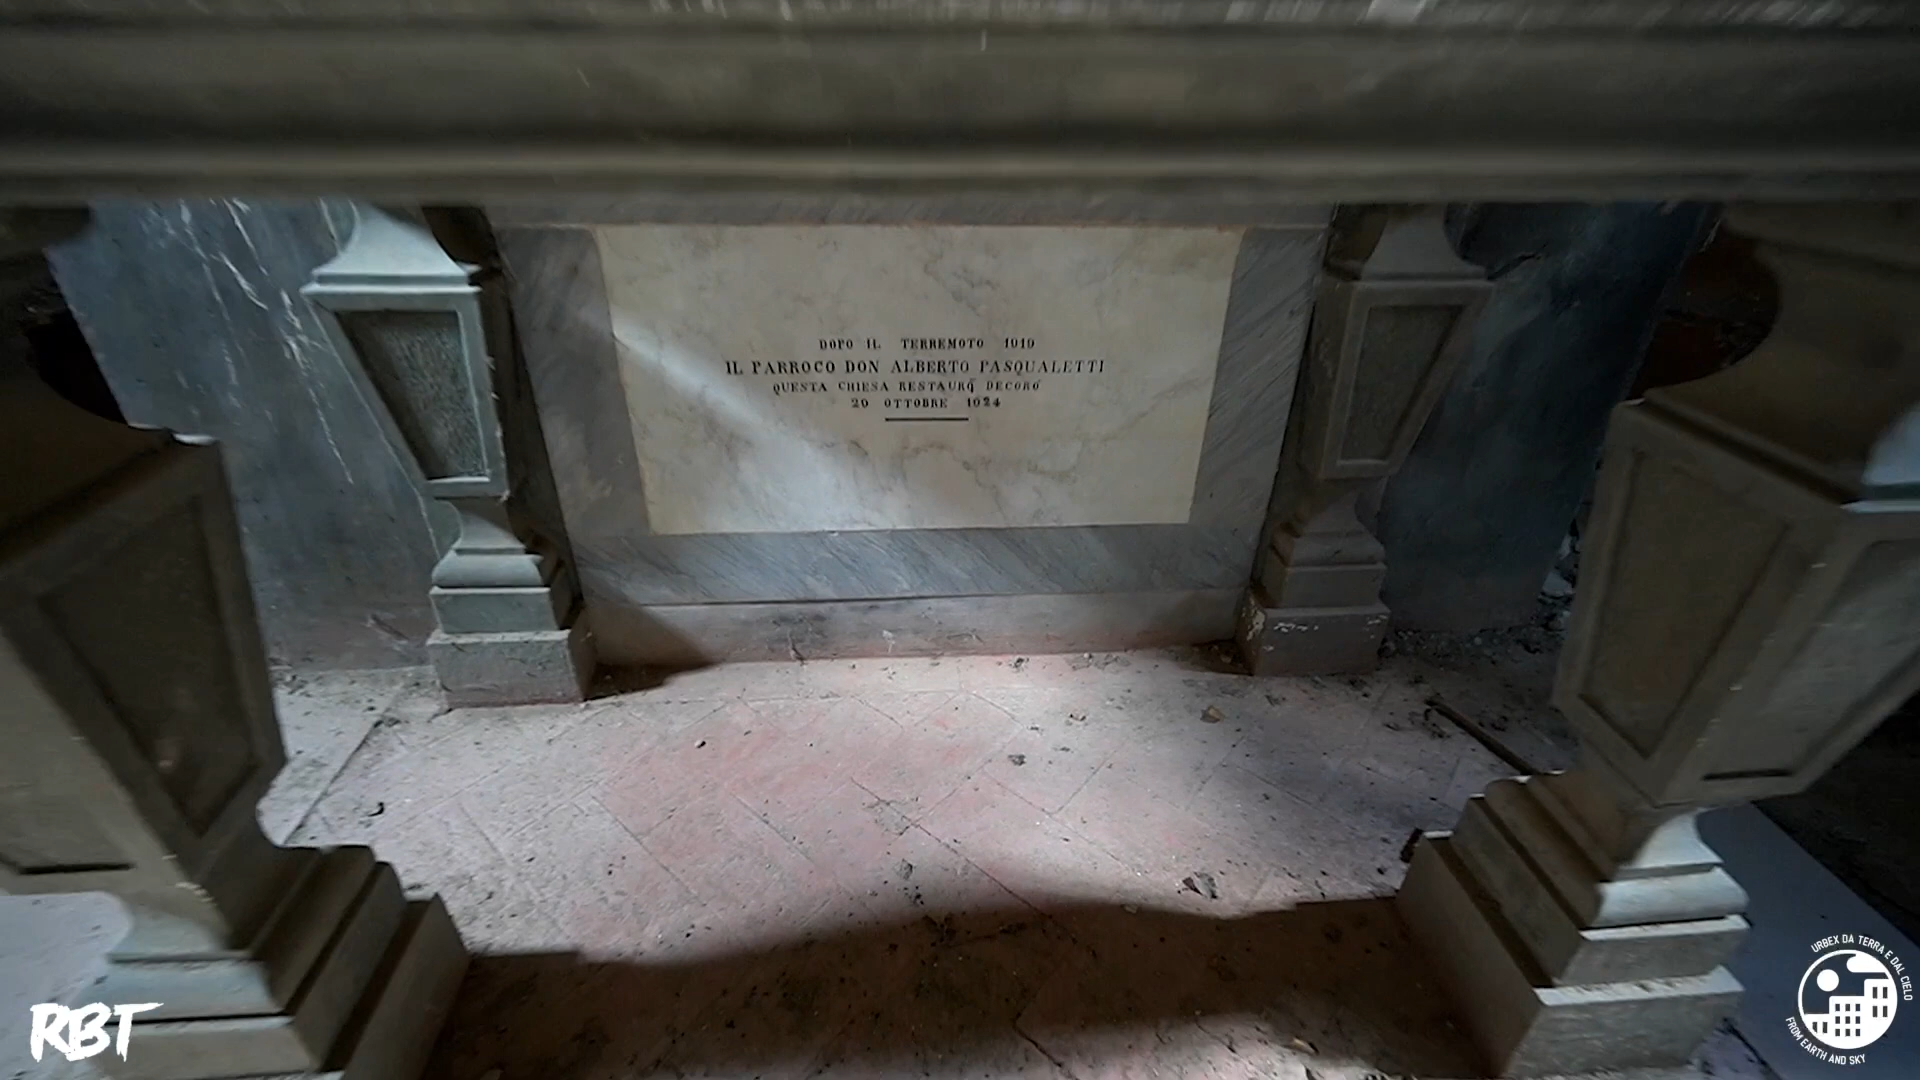 DOPO IL TERREMOTO 1919
IL PARROCO DON ALBERTO PASQUALETTI
QUESTA CHIESA RESTAURÒ DECORÒ
20 OTTOBRE 1924
RBT
URBEX DA TERRA E DAL CIELO
FROM EARTH AND SKY